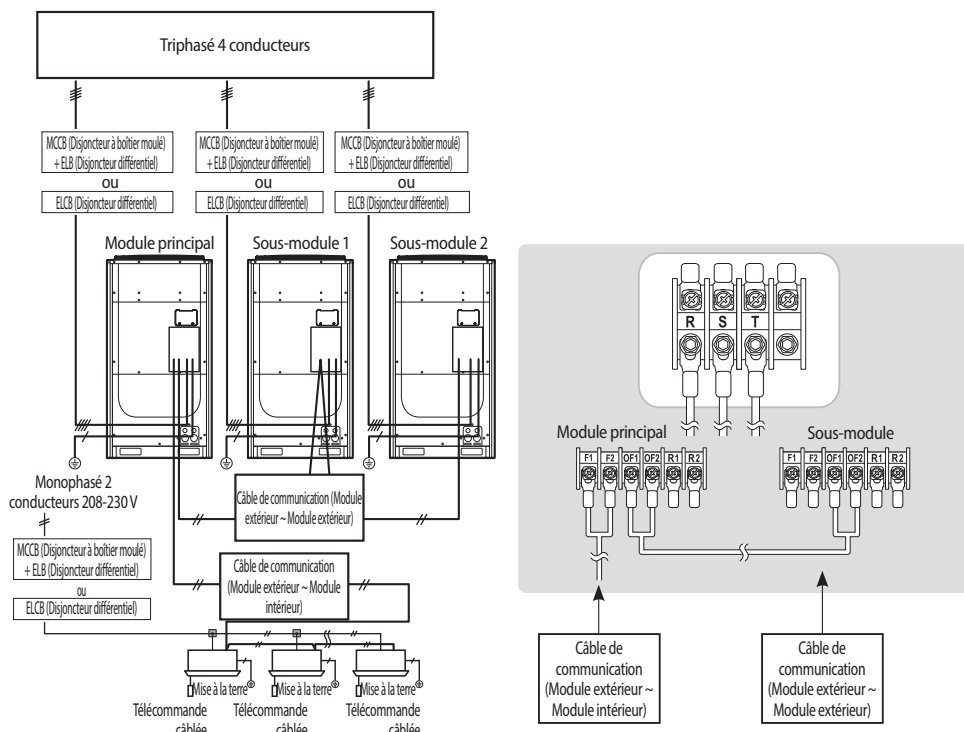 Triphasé 4 conducteurs
MCCB (Disjoncteur à boîtier moulé)
+ ELB (Disjoncteur différentiel)
ou
ELCB (Disjoncteur différentiel)
MCCB (Disjoncteur à boîtier moulé)
+ ELB (Disjoncteur différentiel)
ou
ELCB (Disjoncteur différentiel)
MCCB (Disjoncteur à boîtier moulé)
+ ELB (Disjoncteur différentiel)
ou
ELCB (Disjoncteur différentiel)
Module principal
Sous-module 1
Sous-module 2
Monophasé 2
conducteurs 208-230 V
MCCB (Disjoncteur à boîtier moulé)
+ ELB (Disjoncteur différentiel)
ou
ELCB (Disjoncteur différentiel)
Câble de communication (Module
extérieur ~ Module extérieur)
Câble de communication
(Module extérieur ~ Module
intérieur)
Mise à la terre
Mise à la terre
Mise à la terre
Télécommande
câblée
Télécommande
câblée
Télécommande
câblée
R S T
Module principal
F1 F2 OF1 OF2 R1 R2
Sous-module
F1 F2 OF1 OF2 R1 R2
Câble de
communication
(Module extérieur ~
Module intérieur)
Câble de
communication
(Module extérieur ~
Module extérieur)